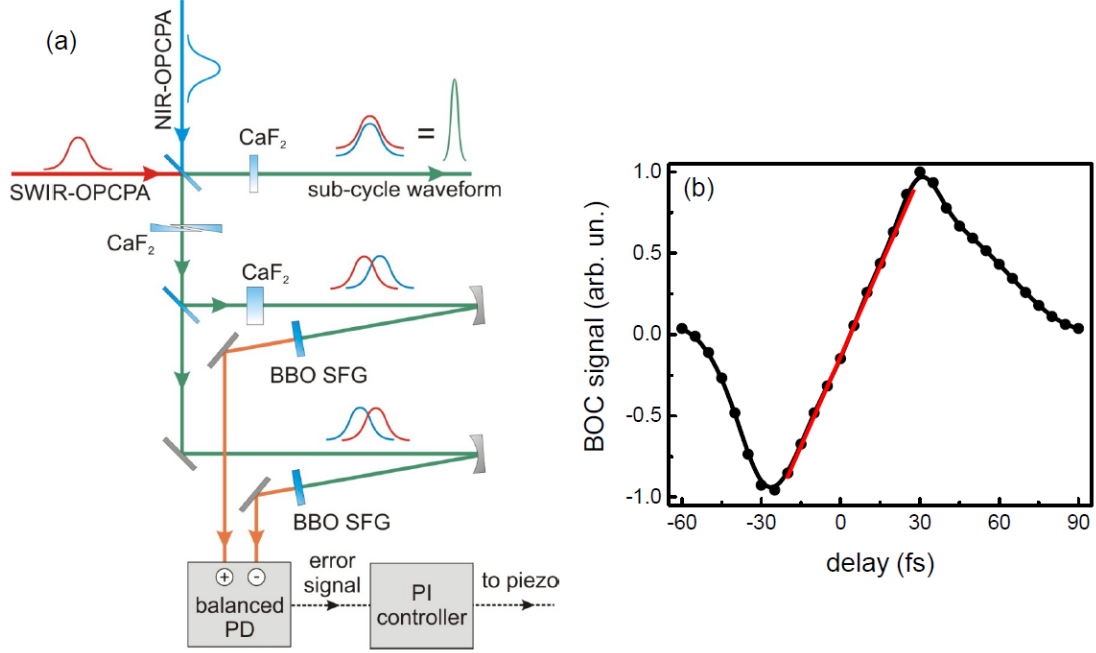 (a)
NIR-OPCPA
SWIR-OPCPA
CaF₂
=
sub-cycle waveform
CaF₂
CaF₂
BBO SFG
BBO SFG
+ -
balanced
PD
error
signal
PI
controller
to piezo
(b)
BOC signal (arb. un.)
1.0
0.5
0.0
-0.5
-1.0
-60 -30 0 30 60 90
delay (fs)